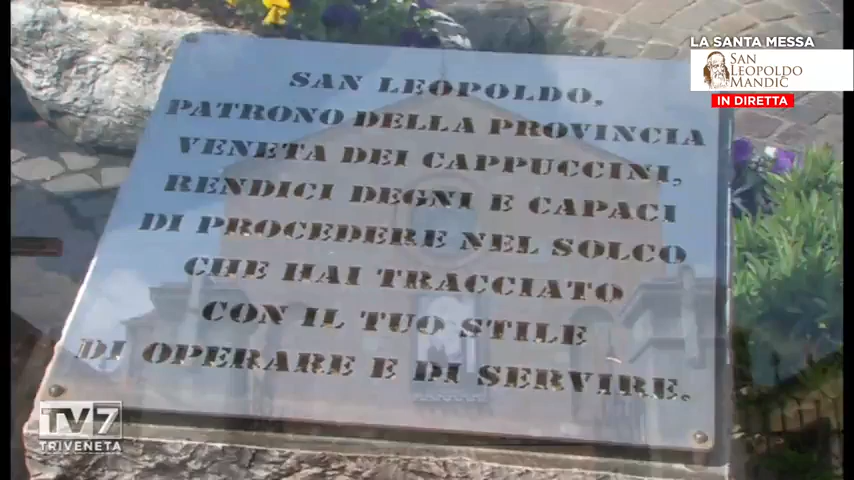 LA SANTA MESSA
SAN
LEOPOLDO
MANDIĆ
IN DIRETTA
SAN LEOPOLDO,
PATRONO DELLA PROVINCIA
VENETA DEI CAPPUCCINI,
RENDICI DEGNI E CAPACI
DI PROCEDERE NEL SOLCO
CHE HAI TRACCIATO
CON IL TUO STILE
DI OPERARE E DI SERVIRE.
TV7
TRIVENETA